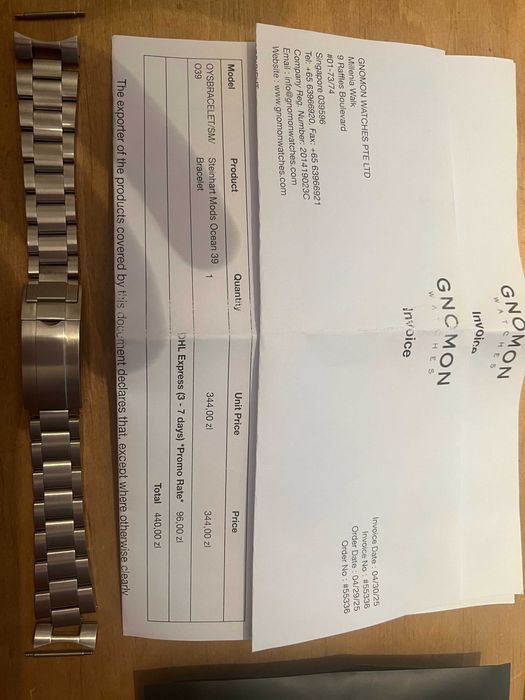 GNOMON
WATCHES
Invoice
GNOMON
WATCHES
Invoice
GNOMON WATCHES PTE LTD
Millenia Walk
9 Raffles Boulevard
#01-73/74
Singapore 039596
Tel: +65 63966920, Fax: +65 63966921
Company Reg. Number: 201419023C
Email : info@gnomonwatches.com
Website : www.gnomonwatches.com
Invoice Date : 04/30/25
Invoice No : #55336
Order Date : 04/29/25
Order No : #55336
Model Product Quantity Unit Price Price
OYSBRACELET/SM/ Steinhart Mods Ocean 39 1 344,00 zl 344,00 zl
O39 Bracelet
DHL Express (3 - 7 days) *Promo Rate* 96,00 zl
Total 440,00 zl
The exporter of the products covered by this document declares that, except where otherwise clearly